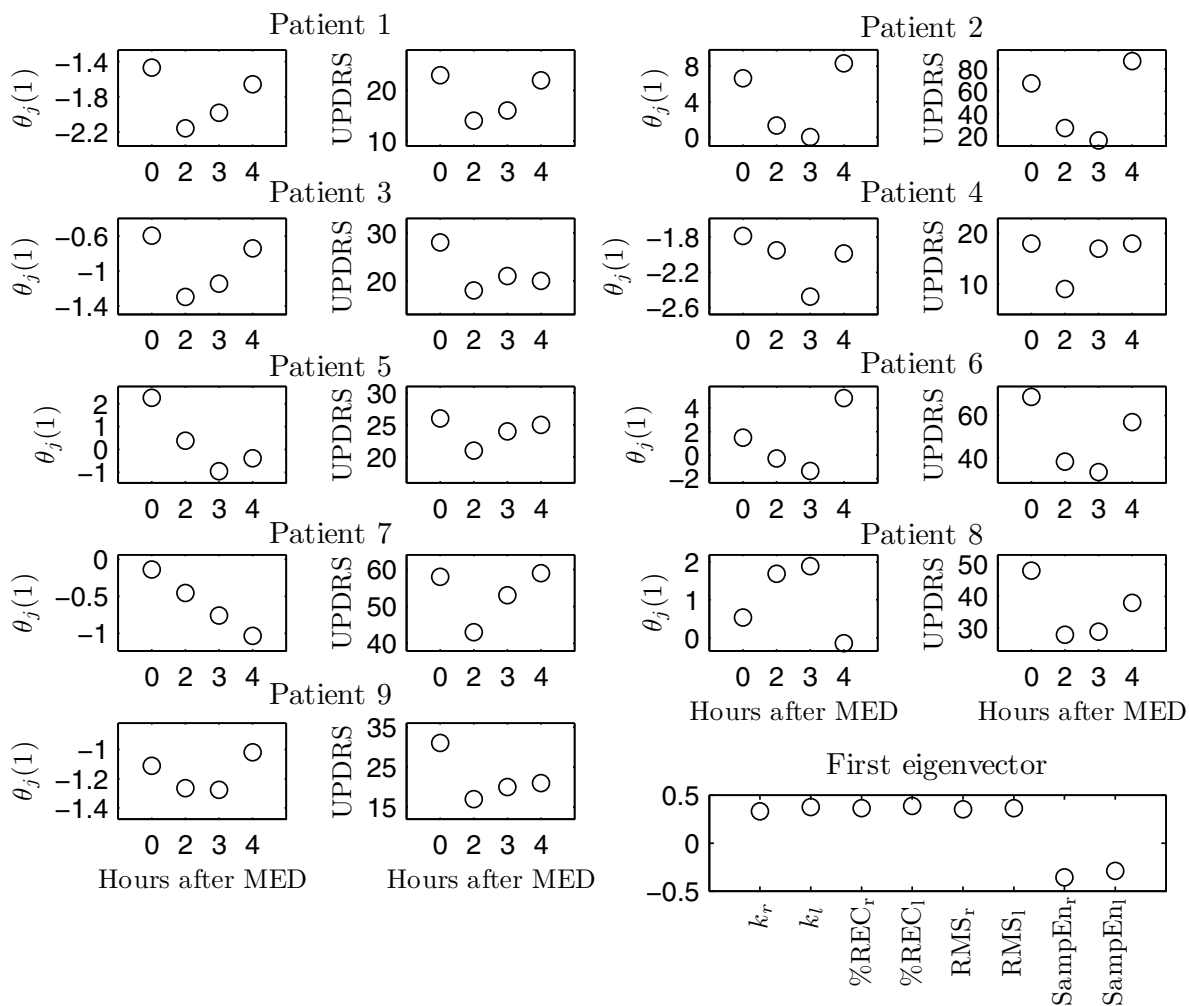 Patient 1
θj(1)
−1.4
−1.8
−2.2
0 2 3 4
UPDRS
20
10
0 2 3 4
Patient 2
θj(1)
8
4
0
0 2 3 4
UPDRS
80
60
40
20
0 2 3 4
Patient 3
θj(1)
−0.6
−1
−1.4
0 2 3 4
UPDRS
30
20
0 2 3 4
Patient 4
θj(1)
−1.8
−2.2
−2.6
0 2 3 4
UPDRS
20
10
0 2 3 4
Patient 5
θj(1)
2
1
0
−1
0 2 3 4
UPDRS
30
25
20
0 2 3 4
Patient 6
θj(1)
4
2
0
−2
0 2 3 4
UPDRS
60
40
0 2 3 4
Patient 7
θj(1)
0
−0.5
−1
0 2 3 4
UPDRS
60
50
40
0 2 3 4
Patient 8
θj(1)
2
1
0
0 2 3 4
Hours after MED
UPDRS
50
40
30
0 2 3 4
Hours after MED
Patient 9
θj(1)
−1
−1.2
−1.4
0 2 3 4
Hours after MED
UPDRS
35
25
15
0 2 3 4
Hours after MED
First eigenvector
0.5
0
−0.5
kr
kl
%RECr
%RECl
RMSr
RMSl
SampEnr
SampEnl